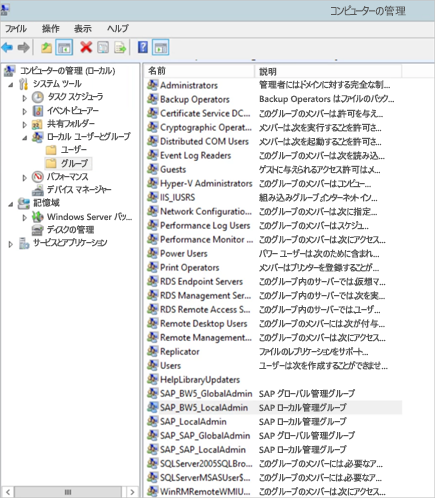 コンピューターの管理
ファイル 操作 表示 ヘルプ
コンピューターの管理 (ローカル)
システム ツール
タスク スケジューラ
イベントビューアー
共有フォルダー
ローカル ユーザーとグループ
ユーザー
グループ
パフォーマンス
デバイス マネージャー
記憶域
Windows Server バッ...
ディスクの管理
サービスとアプリケーション
名前 説明
Administrators 管理者にはドメインに対する完全な制...
Backup Operators Backup Operators はファイルのバック...
Certificate Service DC... このグループのメンバーは許可を与え...
Cryptographic Operat... メンバーは次を実行することを許可さ...
Distributed COM Users メンバーは次を起動することを許可さ...
Event Log Readers このグループのメンバーは次を読み込...
Guests ゲストに与えられるアクセス許可はメ...
Hyper-V Administrators このグループのメンバーはコンピュー...
IIS_IUSRS 組み込みグループインターネット イン...
Network Configuratio... このグループのメンバーは次に指定...
Performance Log Users このグループのメンバーはスケジュ...
Performance Monitor ... このグループのメンバーは次にアクセス...
Power Users パワー ユーザーは次のために含まれ...
Print Operators メンバーはプリンターを登録することが...
RDS Endpoint Servers このグループ内のサーバーでは仮想マ...
RDS Management Ser... このグループ内のサーバーでは次を実...
RDS Remote Access S... このグループ内のサーバーでは、ユーザ...
Remote Desktop Users このグループのメンバーには次が付与...
Remote Management... このグループのメンバーは次にアクセス...
Replicator ファイルのレプリケーションをサポート...
Users ユーザーは次を作成することができませ...
HelpLibraryUpdaters
SAP_BW5_GlobalAdmin SAP グローバル管理グループ
SAP_BW5_LocalAdmin SAP ローカル管理グループ
SAP_LocalAdmin SAP ローカル管理グループ
SAP_SAP_GlobalAdmin SAP グローバル管理グループ
SAP_SAP_LocalAdmin SAP ローカル管理グループ
SQLServer2005SQLBro... このグループのメンバーには必要なア...
SQLServerMSASUser$... このグループのメンバーには必要なア...
WinRMRemoteWMIU... このグループのメンバーは次にアクセス...